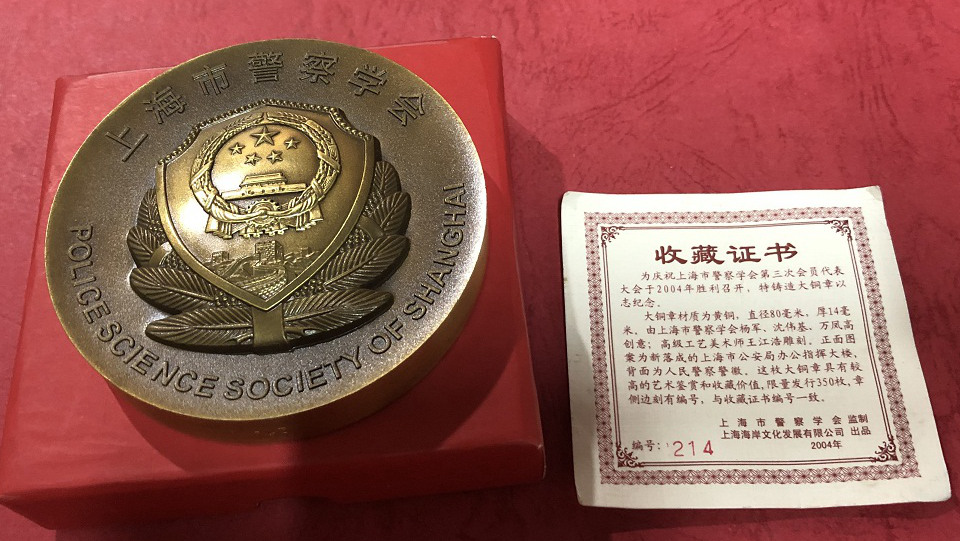 上海市警察学会
POLICE SCIENCE SOCIETY OF SHANGHAI
收藏证书
为庆祝上海市警察学会第三次会员代表
大会于2004年胜利召开，特铸造大铜章以
志纪念。
大铜章材质为黄铜，直径80毫米，厚14毫
米。由上海市警察学会杨军、沈伟基、万凤高
创意；高级工艺美术师王江浩雕刻。正面图
案为新落成的上海市公安局办公指挥大楼，
背面为人民警察警徽。这枚大铜章具有较
高的艺术鉴赏和收藏价值，限量发行350枚，章
侧边刻有编号，与收藏证书编号一致。
上海市警察学会 监制
上海海岸文化发展有限公司 出品
编号：214
2004年